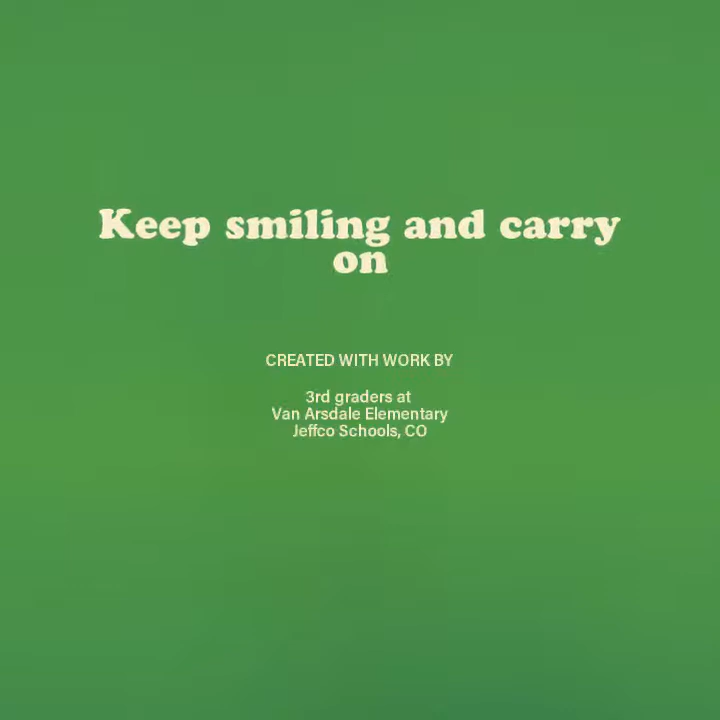 Keep smiling and carry
on
CREATED WITH WORK BY
3rd graders at
Van Arsdale Elementary
Jeffco Schools, CO